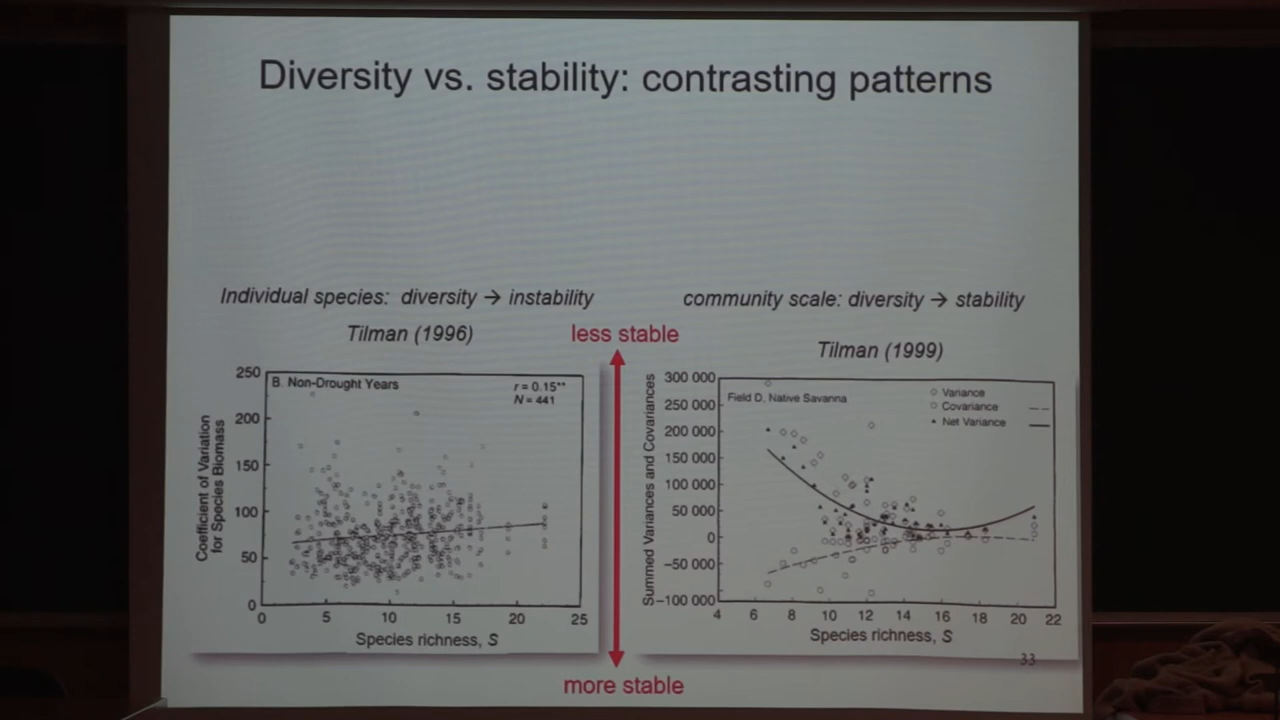 Diversity vs. stability: contrasting patterns
Individual species: diversity → instability
Tilman (1996)
250
200
150
100
50
0
Coefficient of Variation
for Species Biomass
B. Non-Drought Years
r = 0.15**
N = 441
0 5 10 15 20 25
Species richness, S
less stable
more stable
community scale: diversity → stability
Tilman (1999)
300 000
250 000
200 000
150 000
100 000
50 000
0
−50 000
−100 000
Summed Variances and Covariances
Field D. Native Savanna
Variance
Covariance
Net Variance
4 6 8 10 12 14 16 18 20 22
Species richness, S
33